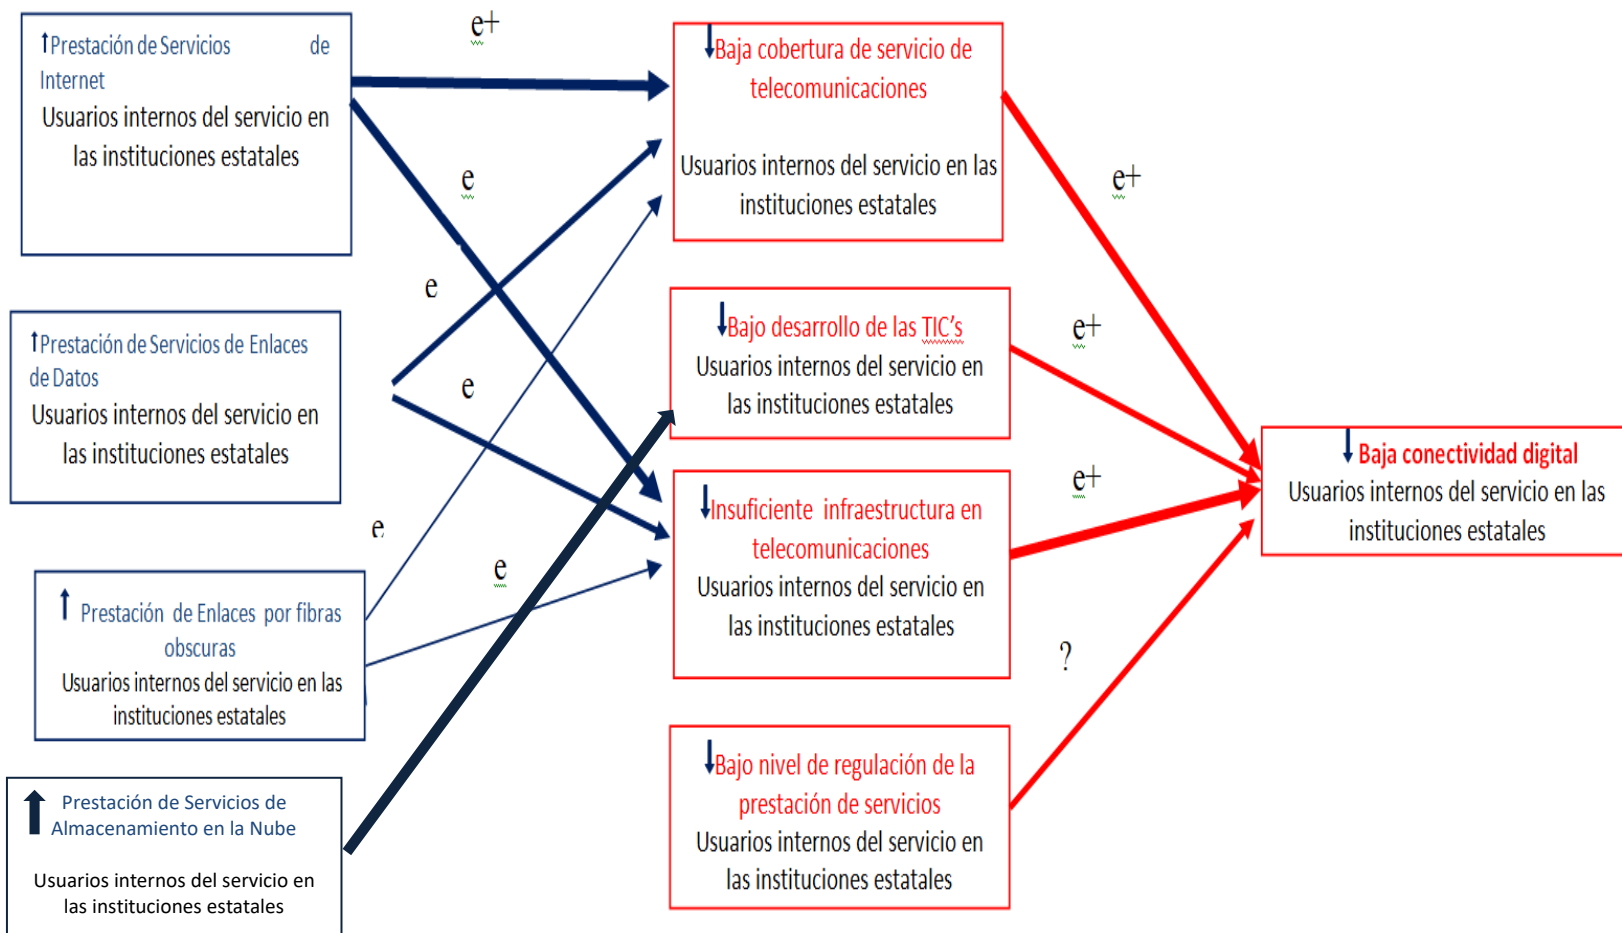 ↑Prestación de Servicios de
Internet
Usuarios internos del servicio en
las instituciones estatales
↑Prestación de Servicios de Enlaces
de Datos
Usuarios internos del servicio en
las instituciones estatales
↑ Prestación de Enlaces por fibras
obscuras
Usuarios internos del servicio en las
instituciones estatales
Prestación de Servicios de
Almacenamiento en la Nube
Usuarios internos del servicio en
las instituciones estatales
e+
e
e
e
e
e
↓Baja cobertura de servicio de
telecomunicaciones
Usuarios internos del servicio en las
instituciones estatales
↓Bajo desarrollo de las TIC's
Usuarios internos del servicio en
las instituciones estatales
↓Insuficiente infraestructura en
telecomunicaciones
Usuarios internos del servicio en
las instituciones estatales
↓Bajo nivel de regulación de la
prestación de servicios
Usuarios internos del servicio en
las instituciones estatales
e+
e+
e+
?
↓ Baja conectividad digital
Usuarios internos del servicio en las
instituciones estatales